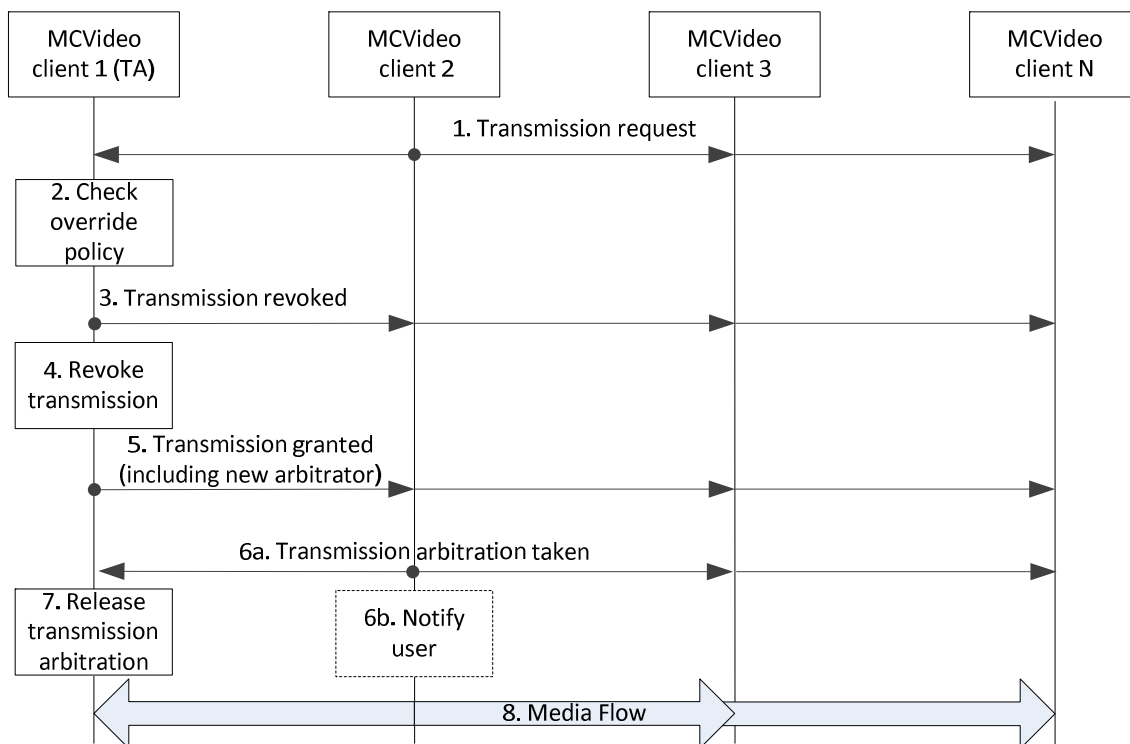 MCVideo
client 1 (TA)
MCVideo
client 2
MCVideo
client 3
MCVideo
client N
1. Transmission request
2. Check
override
policy
3. Transmission revoked
4. Revoke
transmission
5. Transmission granted
(including new arbitrator)
6a. Transmission arbitration taken
7. Release
transmission
arbitration
6b. Notify
user
8. Media Flow